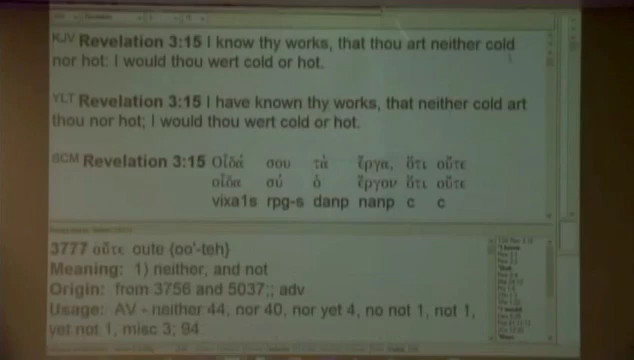 KJV Revelation 3:15 I know thy works, that thou art neither cold
nor hot: I would thou wert cold or hot.
YLT Revelation 3:15 I have known thy works, that neither cold art
thou nor hot; I would thou wert cold or hot.
SCM Revelation 3:15 Οἶδά σου τὰ ἔργα, ὅτι οὔτε
οἶδα σύ ὁ ἔργον ὅτι οὔτε
vixa1s rpg-s danp nanp c c
3777 οὔτε oute {oo'-teh}
Meaning: 1) neither, and not
Origin: from 3756 and 5037;; adv
Usage: AV - neither 44, nor 40, nor yet 4, no not 1, not 1,
yet not 1, misc 3; 94